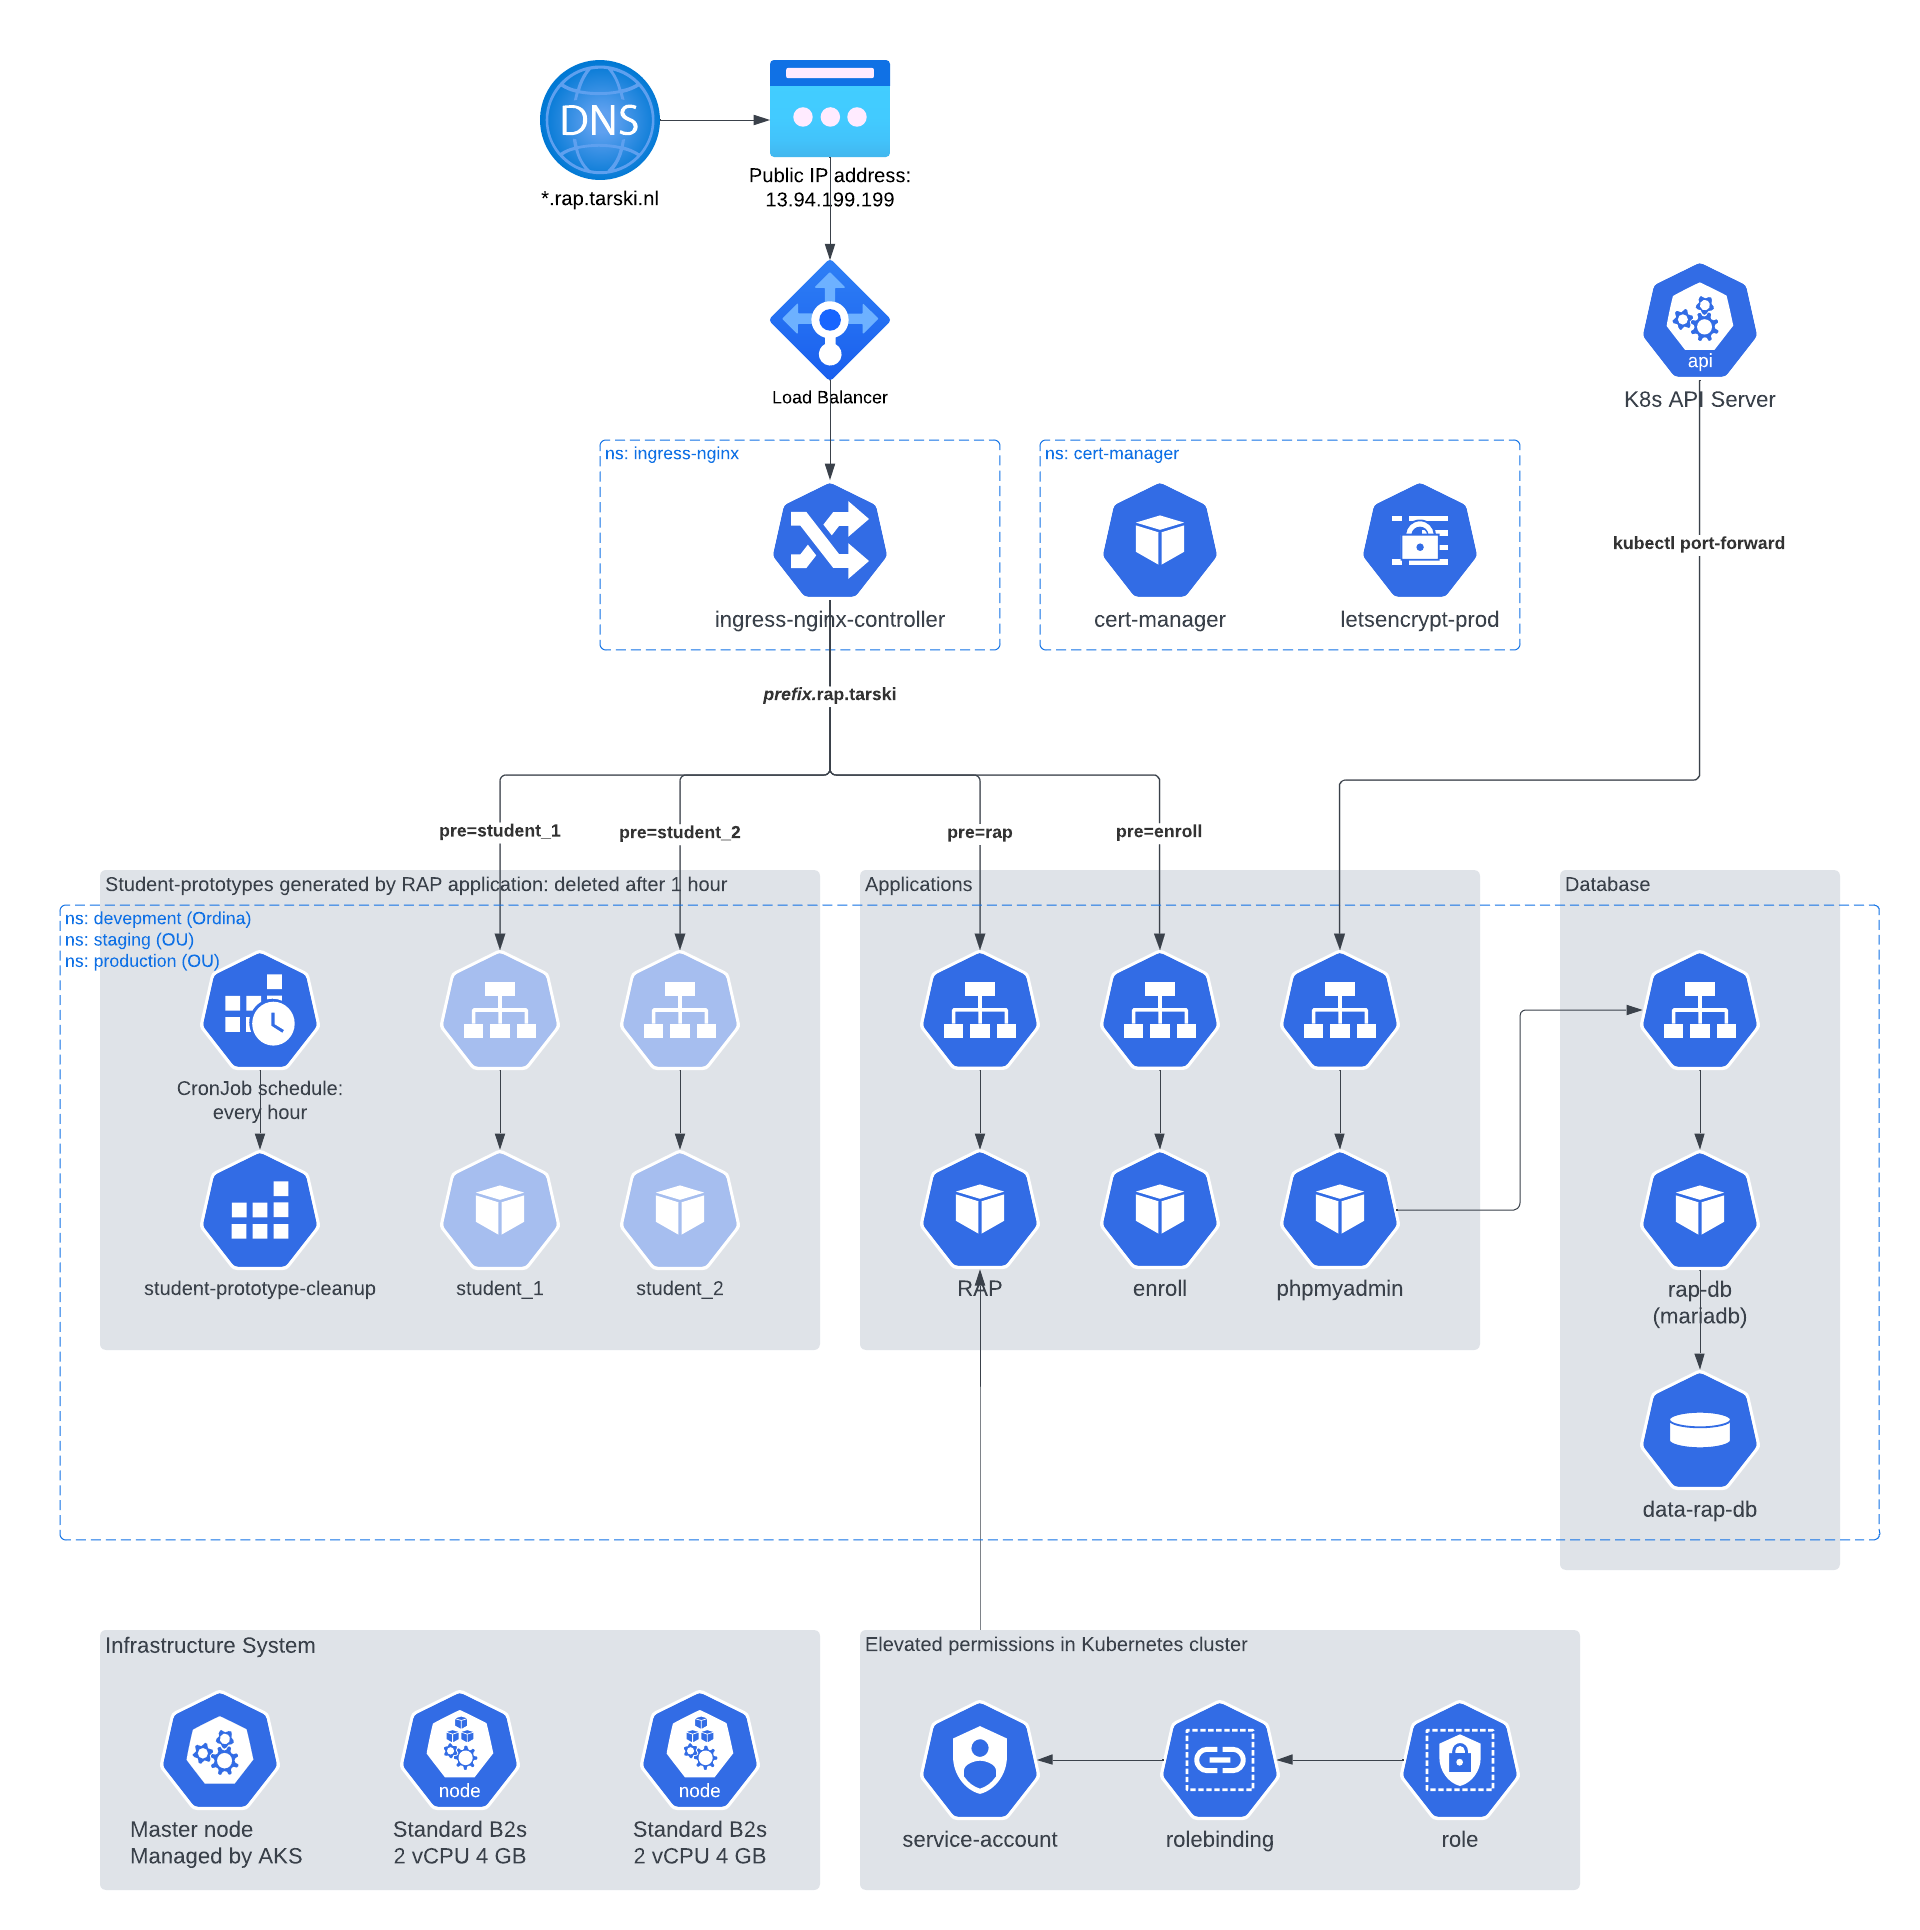 DNS
*.rap.tarski.nl
Public IP address:
13.94.199.199
Load Balancer
api
K8s API Server
ns: ingress-nginx
ingress-nginx-controller
ns: cert-manager
cert-manager
letsencrypt-prod
kubectl port-forward
prefix.rap.tarski
pre=student_1
pre=student_2
pre=rap
pre=enroll
Student-prototypes generated by RAP application: deleted after 1 hour
Applications
Database
ns: devepment (Ordina)
ns: staging (OU)
ns: production (OU)
CronJob schedule:
every hour
student-prototype-cleanup
student_1
student_2
RAP
enroll
phpmyadmin
rap-db
(mariadb)
data-rap-db
Infrastructure System
Master node
Managed by AKS
node
Standard B2s
2 vCPU 4 GB
node
Standard B2s
2 vCPU 4 GB
Elevated permissions in Kubernetes cluster
service-account
rolebinding
role